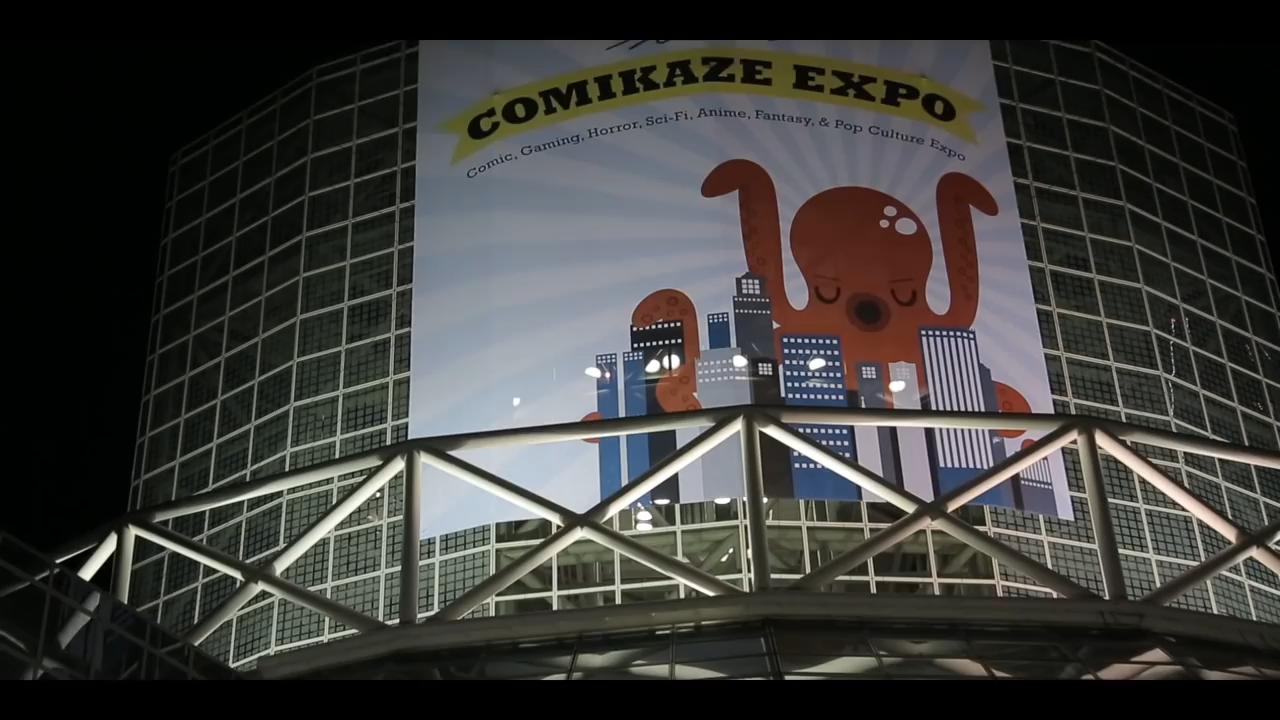 COMIKAZE EXPO
Comic, Gaming, Horror, Sci-Fi, Anime, Fantasy, & Pop Culture Expo